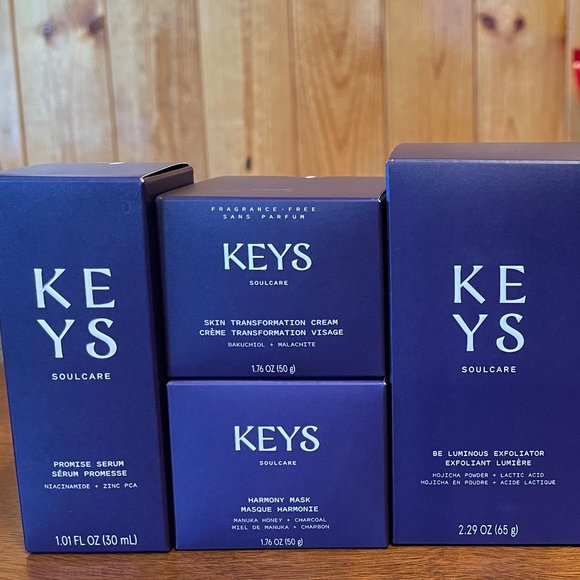 KE
YS
SOULCARE
PROMISE SERUM
SÉRUM PROMESSE
NIACINAMIDE + ZINC PCA
1.01 FL OZ (30 mL)
FRAGRANCE-FREE
SANS PARFUM
KEYS
SOULCARE
SKIN TRANSFORMATION CREAM
CRÈME TRANSFORMATION VISAGE
BAKUCHIOL + MALACHITE
1.76 OZ (50 g)
KEYS
SOULCARE
HARMONY MASK
MASQUE HARMONIE
MANUKA HONEY + CHARCOAL
MIEL DE MANUKA + CHARBON
1.76 OZ (50 g)
KE
YS
SOULCARE
BE LUMINOUS EXFOLIATOR
EXFOLIANT LUMIÈRE
HOJICHA POWDER + LACTIC ACID
HOJICHA EN POUDRE + ACIDE LACTIQUE
2.29 OZ (65 g)